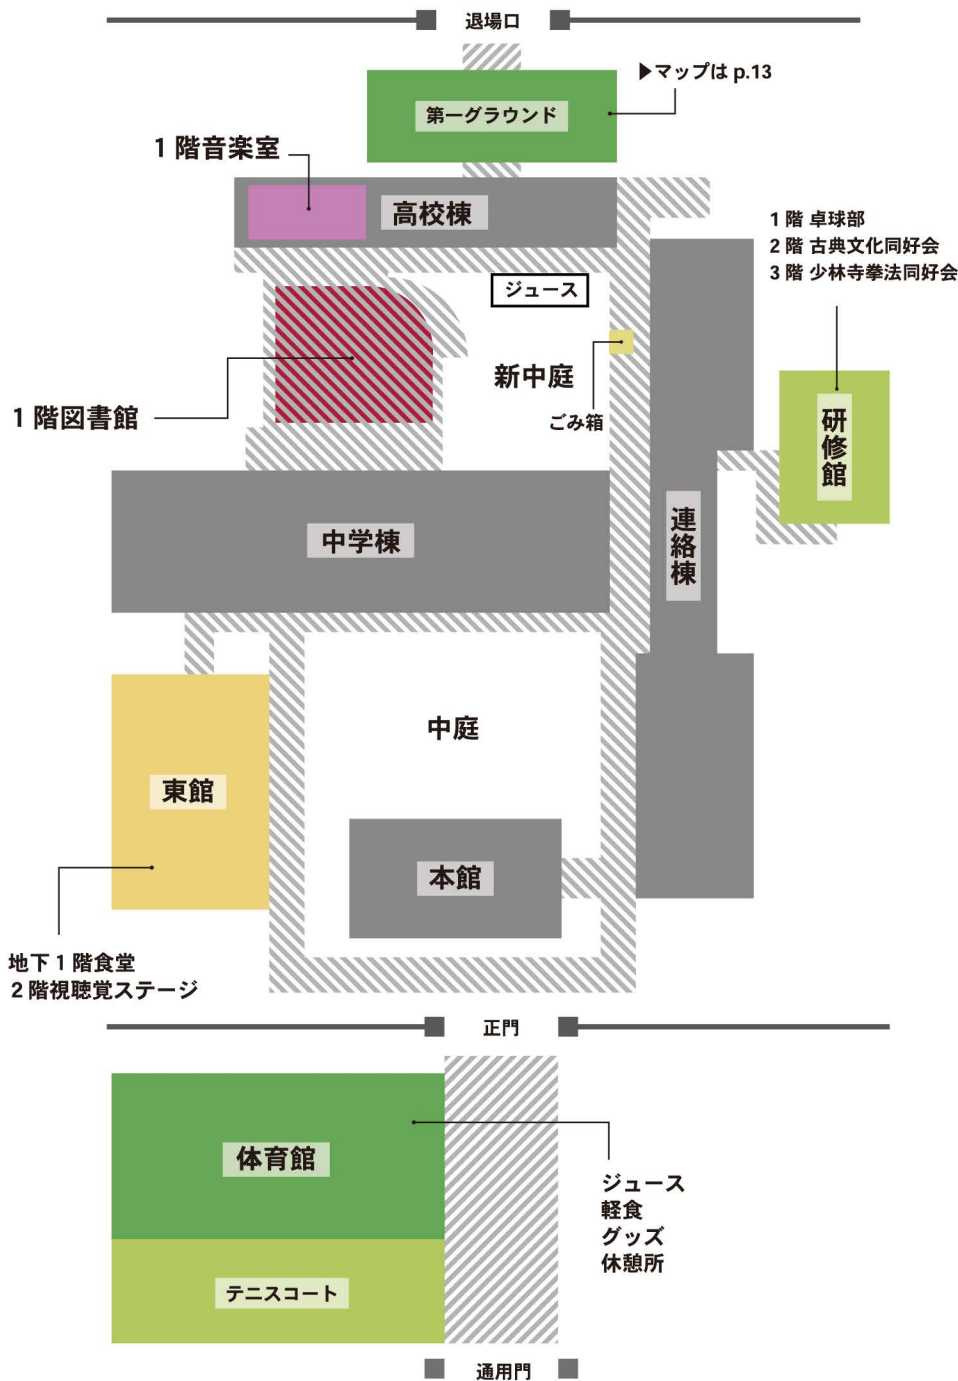 退場口
▶マップは p.13
第一グラウンド
1 階音楽室
高校棟
1 階 卓球部
2 階 古典文化同好会
3 階 少林寺拳法同好会
ジュース
新中庭
ごみ箱
1 階図書館
研修館
連絡棟
中学棟
中庭
東館
本館
地下 1 階食堂
2 階視聴覚ステージ
正門
体育館
ジュース
軽食
グッズ
休憩所
テニスコート
通用門